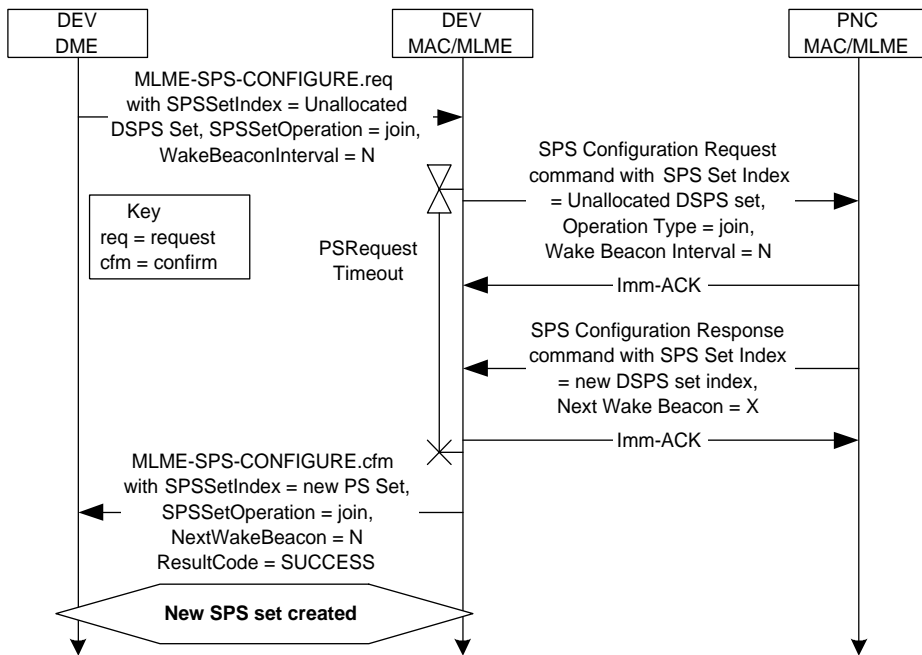 DEV
DME
DEV
MAC/MLME
PNC
MAC/MLME
MLME-SPS-CONFIGURE.req
with SPSSetIndex = Unallocated
DSPS Set, SPSSetOperation = join,
WakeBeaconInterval = N
SPS Configuration Request
command with SPS Set Index
= Unallocated DSPS set,
Operation Type = join,
Wake Beacon Interval = N
Key
req = request
cfm = confirm
PSRequest
Timeout
Imm-ACK
SPS Configuration Response
command with SPS Set Index
= new DSPS set index,
Next Wake Beacon = X
Imm-ACK
MLME-SPS-CONFIGURE.cfm
with SPSSetIndex = new PS Set,
SPSSetOperation = join,
NextWakeBeacon = N
ResultCode = SUCCESS
New SPS set created